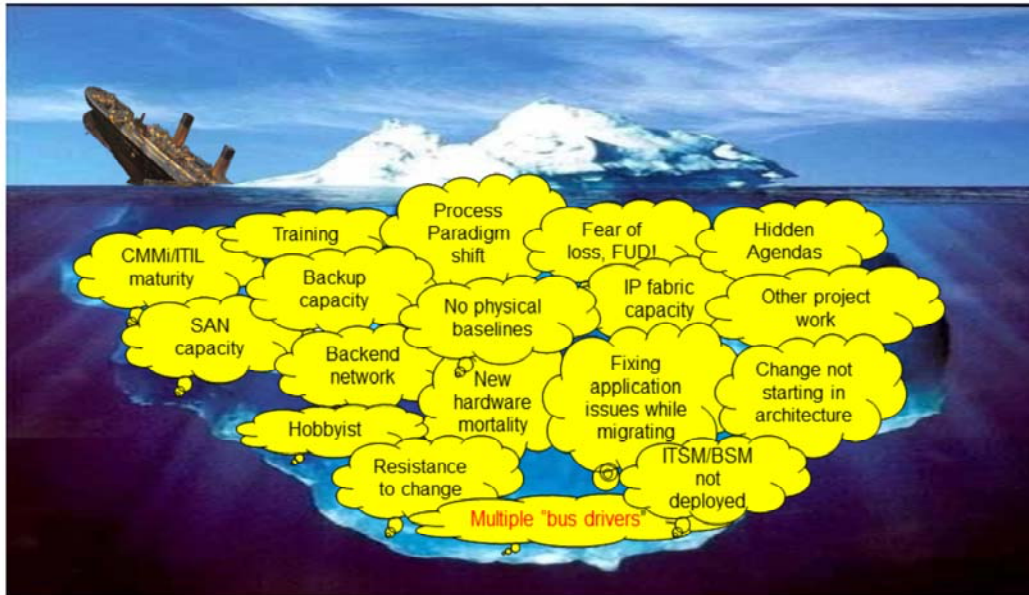 Process
Paradigm
shift
Training
Fear of
loss, FUD!
Hidden
Agendas
CMMi/ITIL
maturity
Backup
capacity
No physical
baselines
IP fabric
capacity
Other project
work
SAN
capacity
Backend
network
New
hardware
mortality
Fixing
application
issues while
migrating
Change not
starting in
architecture
Hobbyist
Resistance
to change
ITSM/BSM
not
deployed
Multiple "bus drivers"